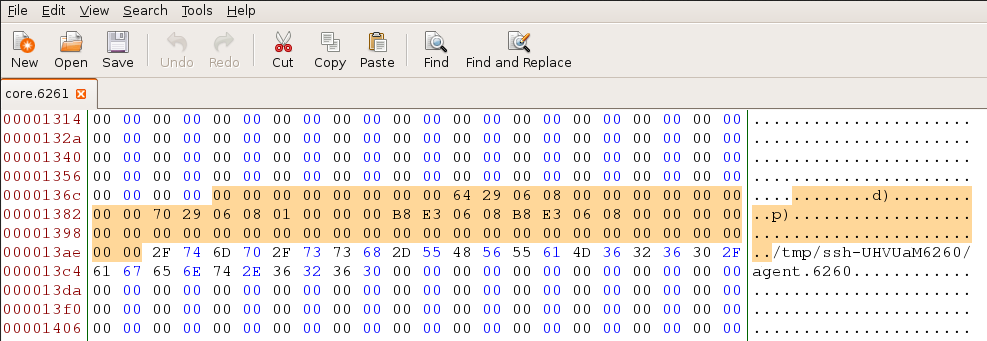 File Edit View Search Tools Help
New Open Save Undo Redo Cut Copy Paste Find Find and Replace
core.6261
00001314 00 00 00 00 00 00 00 00 00 00 00 00 00 00 00 00 00 00 00 00 00 00 ......................
0000132a 00 00 00 00 00 00 00 00 00 00 00 00 00 00 00 00 00 00 00 00 00 00 ......................
00001340 00 00 00 00 00 00 00 00 00 00 00 00 00 00 00 00 00 00 00 00 00 00 ......................
00001356 00 00 00 00 00 00 00 00 00 00 00 00 00 00 00 00 00 00 00 00 00 00 ......................
0000136c 00 00 00 00 00 00 00 00 00 00 00 00 64 29 06 08 00 00 00 00 00 00 ............d)........
00001382 00 00 70 29 06 08 01 00 00 00 B8 E3 06 08 B8 E3 06 08 00 00 00 00 ..p)..................
00001398 00 00 00 00 00 00 00 00 00 00 00 00 00 00 00 00 00 00 00 00 00 00 ......................
000013ae 00 00 2F 74 6D 70 2F 73 73 68 2D 55 48 56 55 61 4D 36 32 36 30 2F ../tmp/ssh-UHVUaM6260/
000013c4 61 67 65 6E 74 2E 36 32 36 30 00 00 00 00 00 00 00 00 00 00 00 00 agent.6260............
000013da 00 00 00 00 00 00 00 00 00 00 00 00 00 00 00 00 00 00 00 00 00 00 ......................
000013f0 00 00 00 00 00 00 00 00 00 00 00 00 00 00 00 00 00 00 00 00 00 00 ......................
00001406 00 00 00 00 00 00 00 00 00 00 00 00 00 00 00 00 00 00 00 00 00 00 ......................